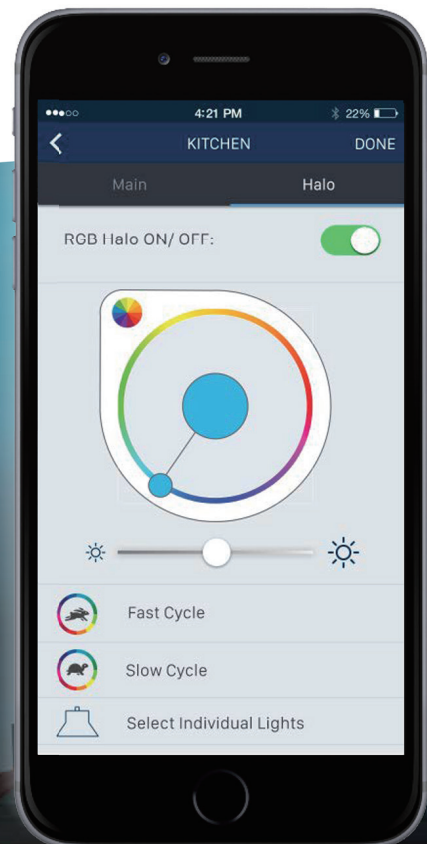 4:21 PM 22%
KITCHEN DONE
Main Halo
RGB Halo ON/ OFF:
Fast Cycle
Slow Cycle
Select Individual Lights